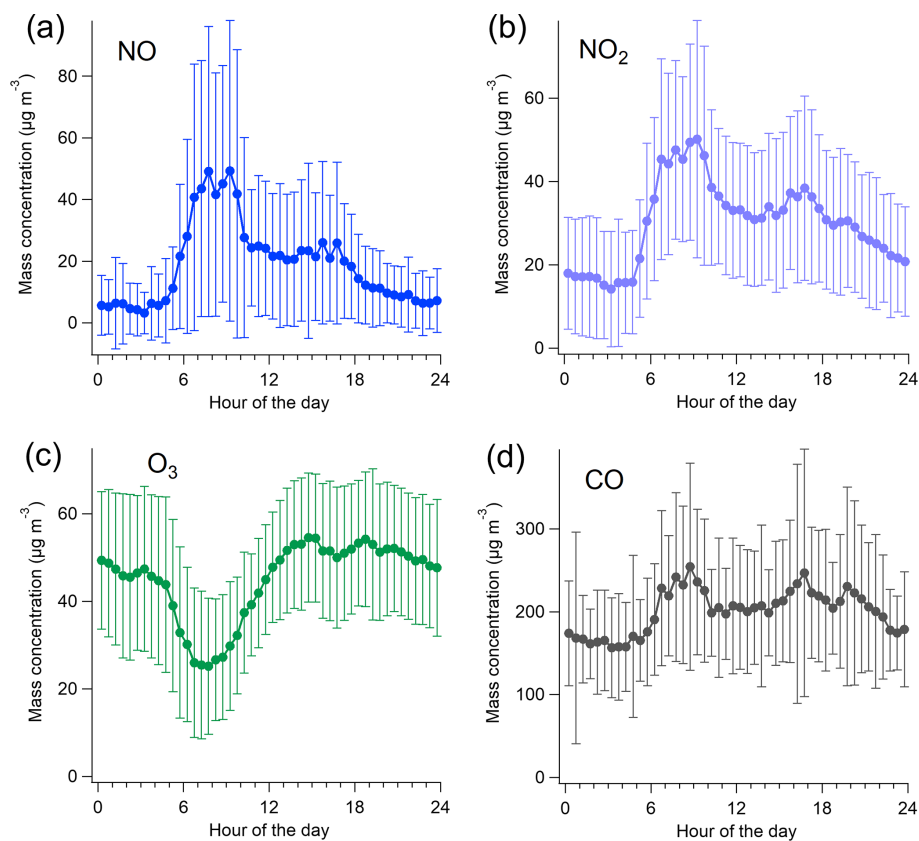 (a)
NO
Mass concentration (µg m⁻³)
80
60
40
20
0
0 6 12 18 24
Hour of the day
(b)
NO₂
Mass concentration (µg m⁻³)
60
40
20
0
0 6 12 18 24
Hour of the day
(c)
O₃
Mass concentration (µg m⁻³)
60
40
20
0
0 6 12 18 24
Hour of the day
(d)
CO
Mass concentration (µg m⁻³)
300
200
100
0
0 6 12 18 24
Hour of the day